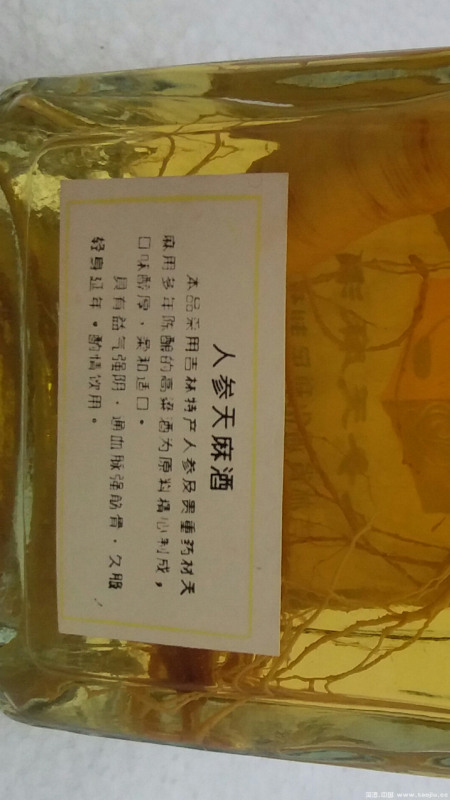 人参天麻酒
本品采用吉林特产人参及贵重药材天
麻用多年陈酿的高粱酒为原料精心制成，
口味醇厚、柔和适口。
具有益气强阴、通血脉强筋骨、久服
轻身延年。酌情饮用。